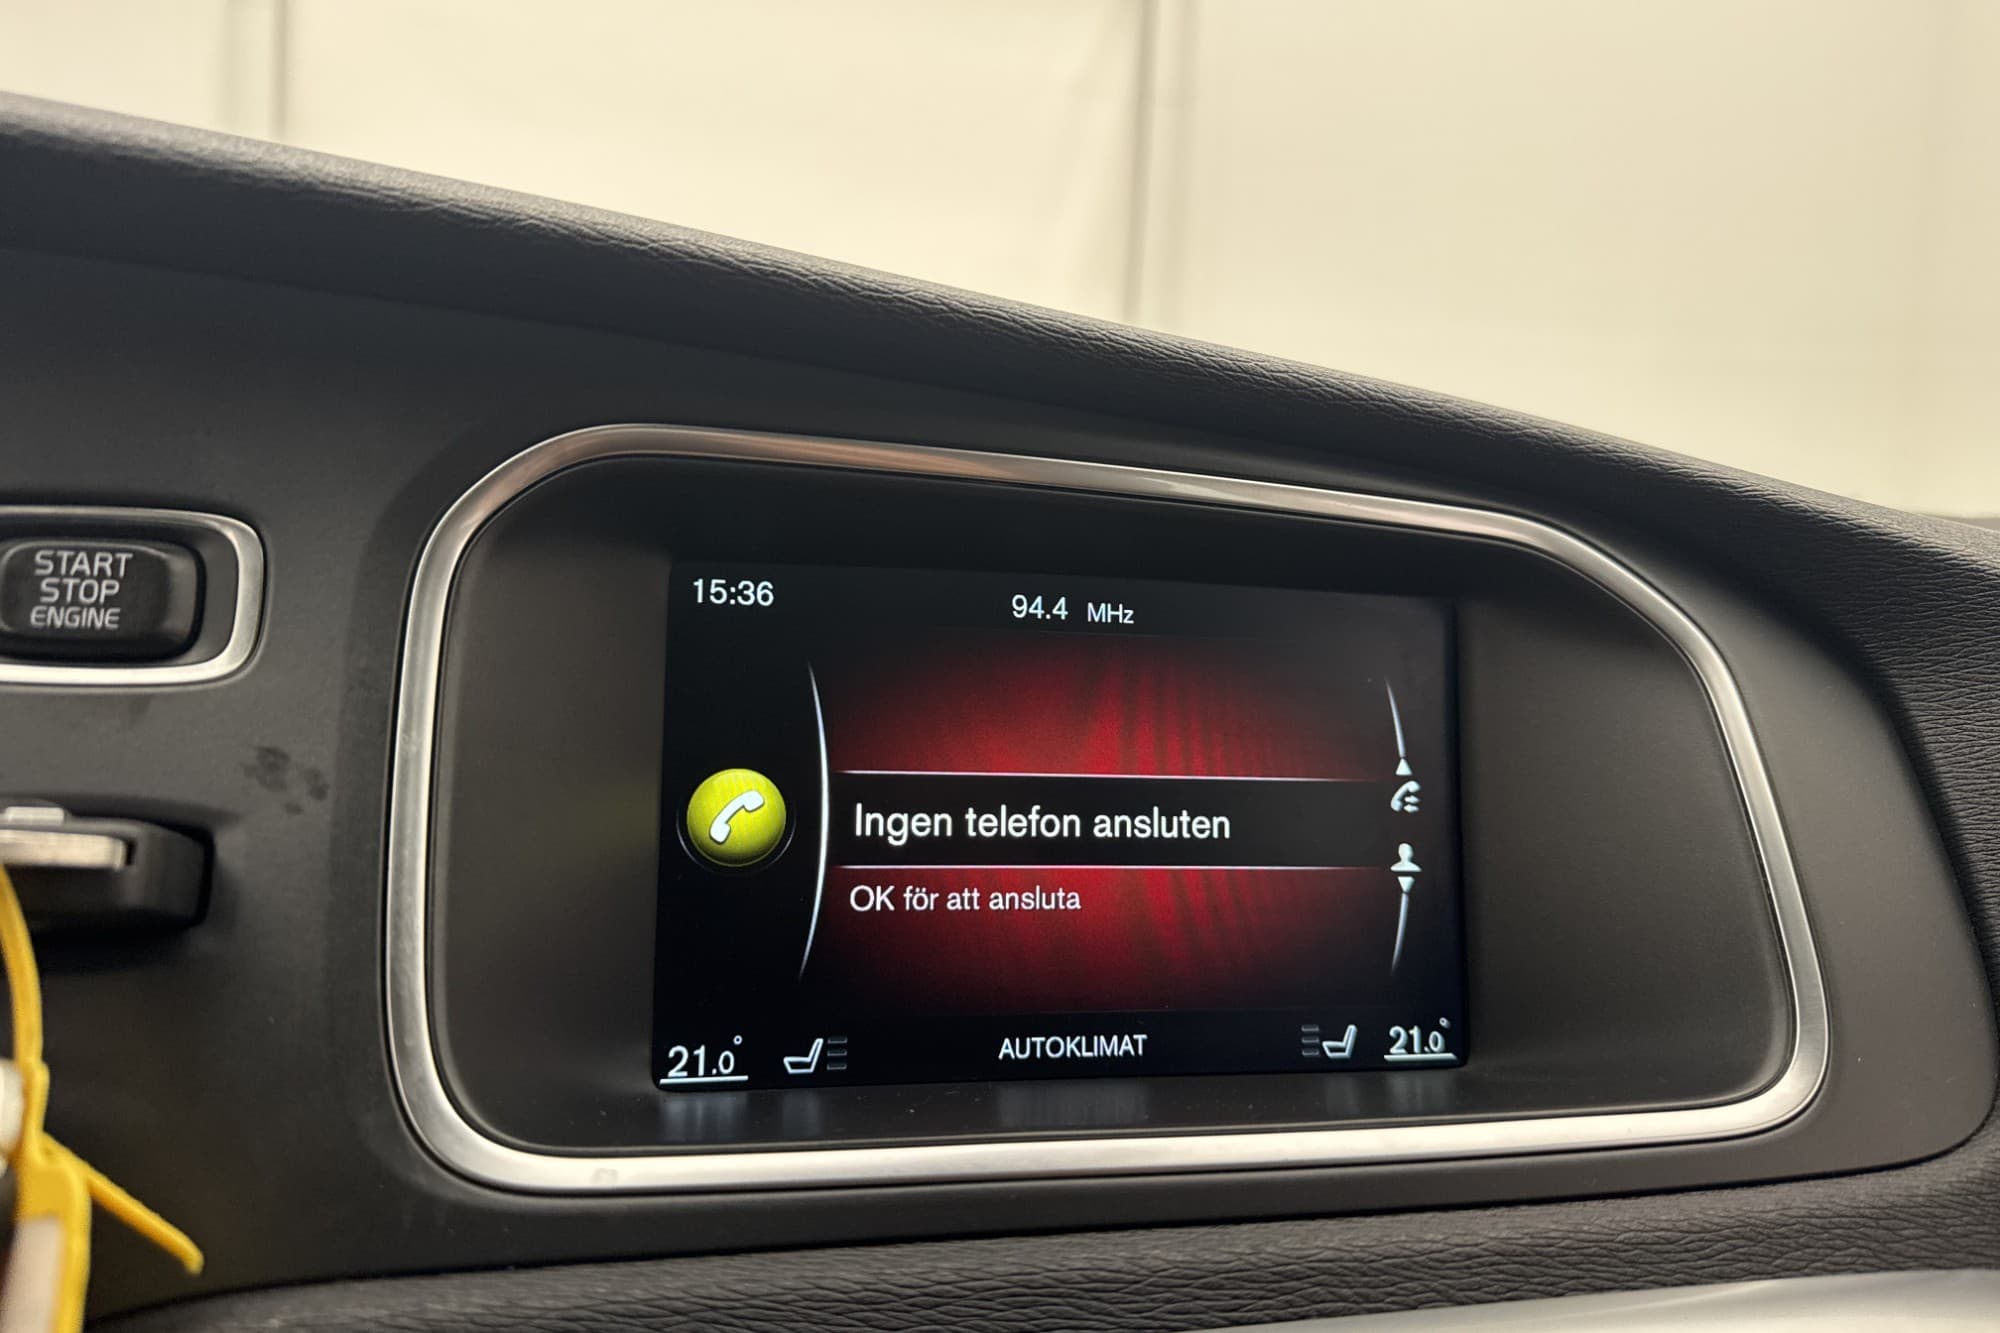 START
STOP
ENGINE
15:36
94.4 MHz
Ingen telefon ansluten
OK för att ansluta
21.0°
AUTOKLIMAT
21.0°